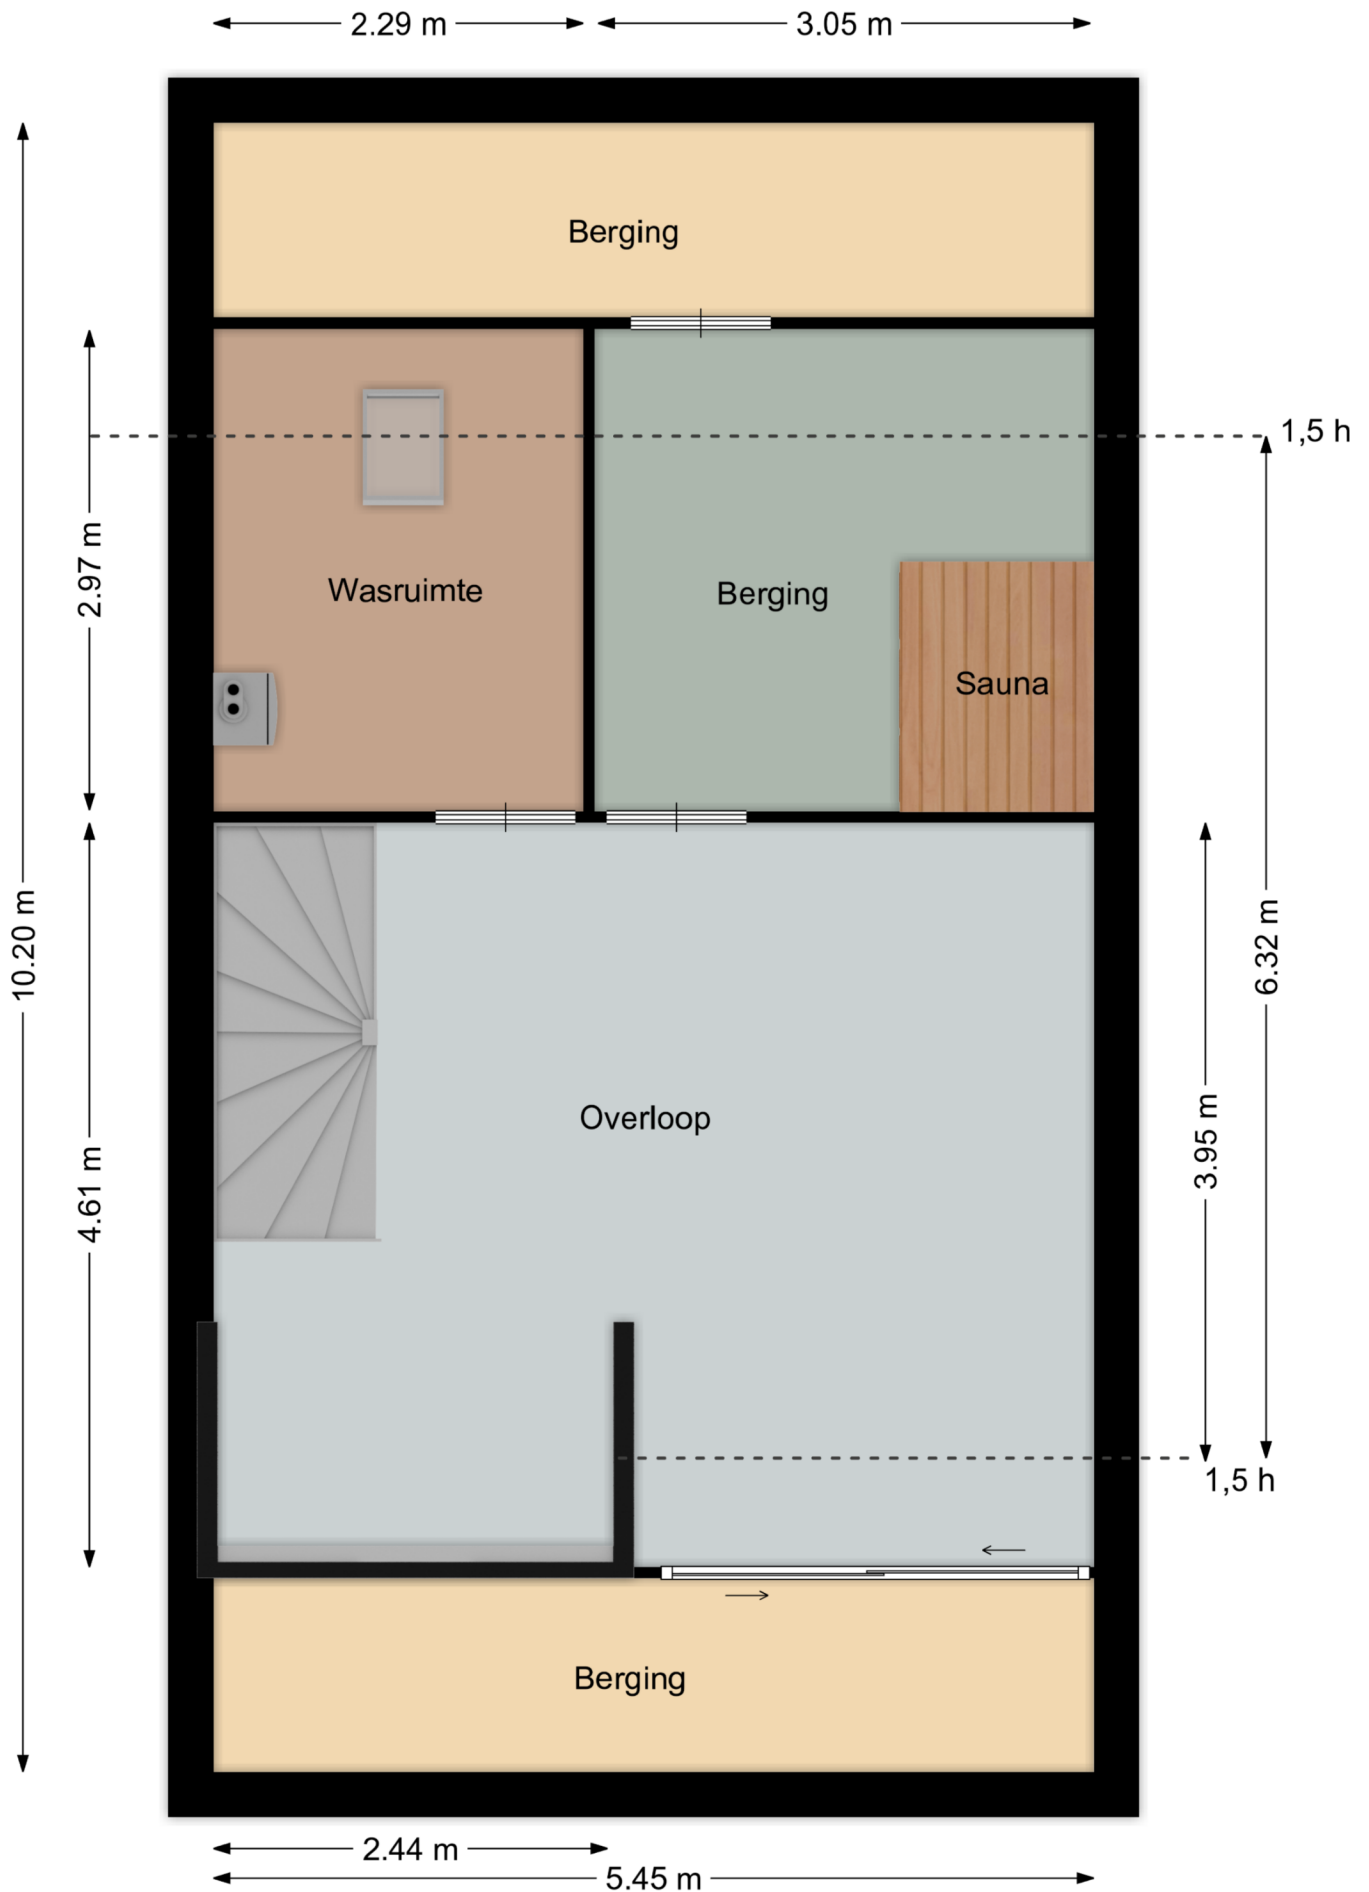 2.29 m
3.05 m
Berging
1,5 h
2.97 m
Wasruimte
Berging
Sauna
10.20 m
6.32 m
Overloop
3.95 m
4.61 m
1,5 h
Berging
2.44 m
5.45 m